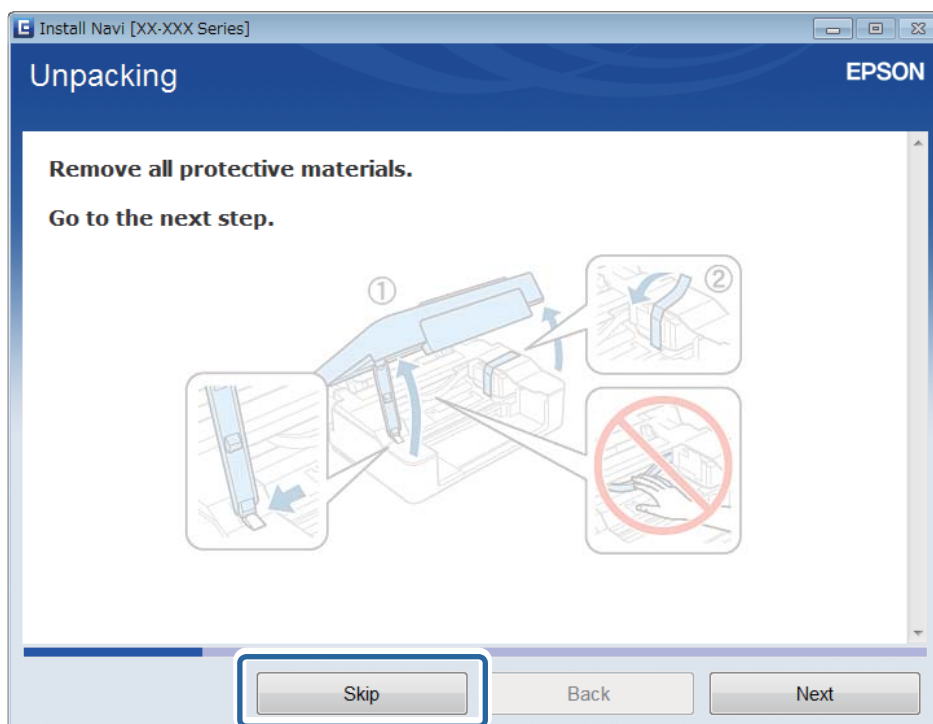 Install Navi [XX-XXX Series]
Unpacking
EPSON
Remove all protective materials.
Go to the next step.
①
②
Skip
Back
Next